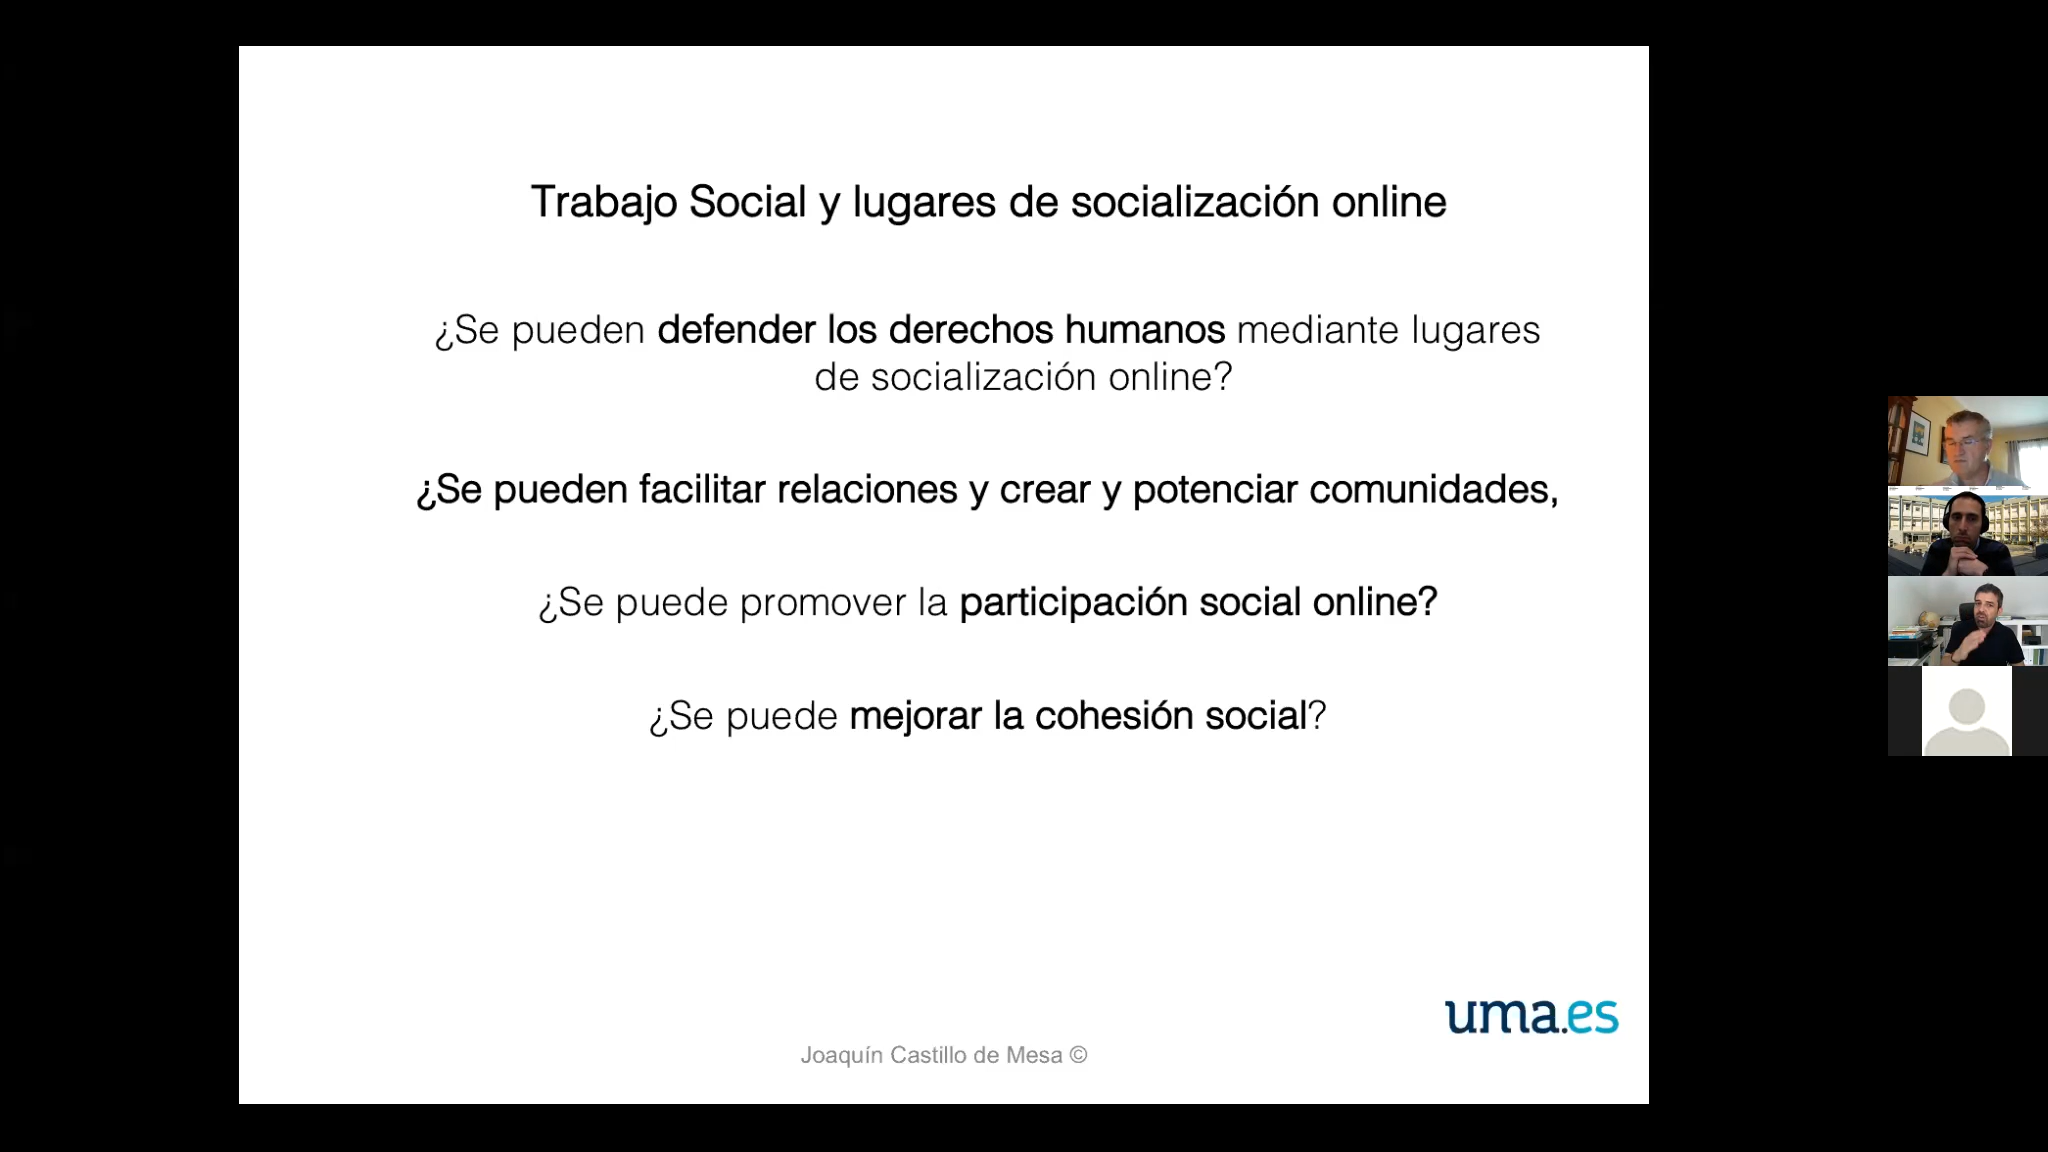 Trabajo Social y lugares de socialización online
¿Se pueden defender los derechos humanos mediante lugares
de socialización online?
¿Se pueden facilitar relaciones y crear y potenciar comunidades,
¿Se puede promover la participación social online?
¿Se puede mejorar la cohesión social?
uma.es
Joaquín Castillo de Mesa ©